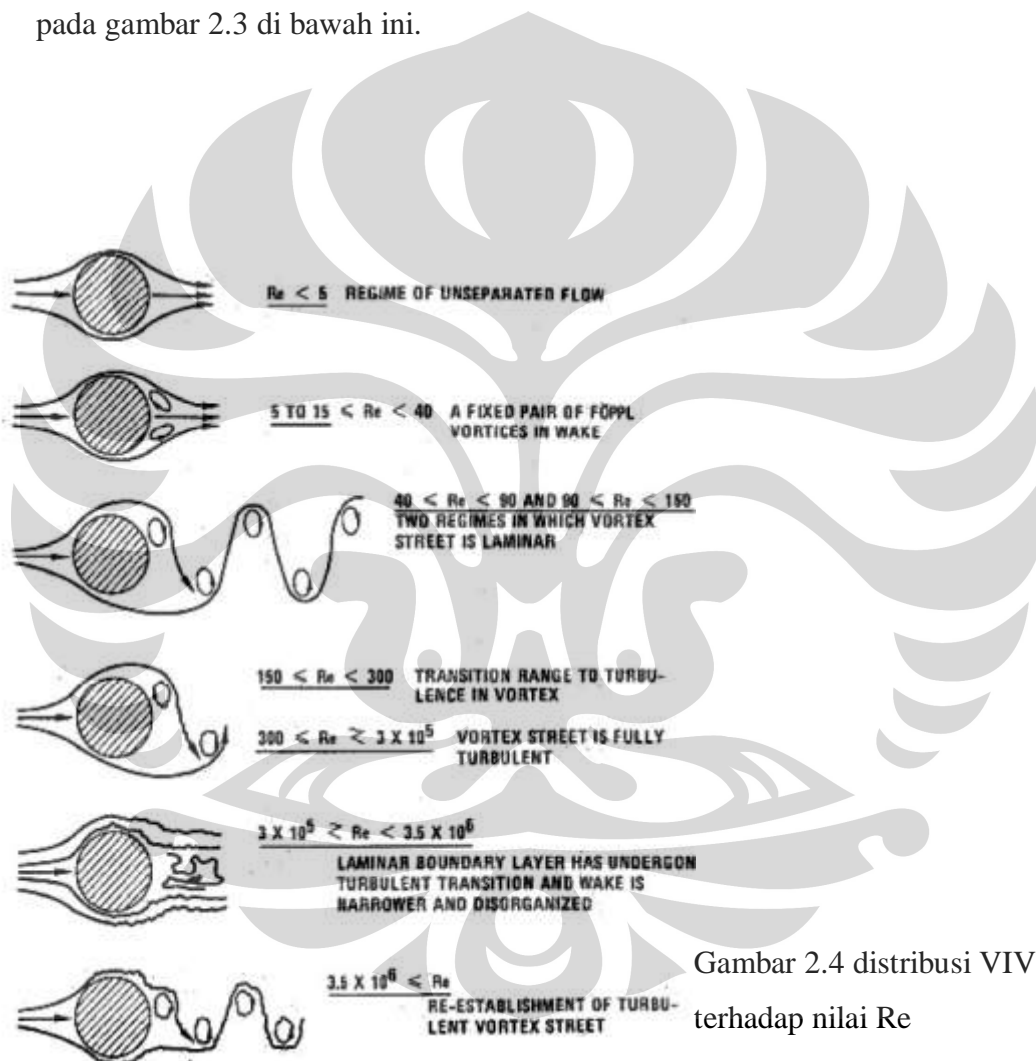 pada gambar 2.3 di bawah ini.
Re < 5 REGIME OF UNSEPARATED FLOW
5 TO 15 < Re < 40 A FIXED PAIR OF FÖPPL
VORTICES IN WAKE
40 < Re < 90 AND 90 < Re < 150
TWO REGIMES IN WHICH VORTEX
STREET IS LAMINAR
150 < Re < 300 TRANSITION RANGE TO TURBU-
LENCE IN VORTEX
300 < Re ≷ 3 X 10⁵ VORTEX STREET IS FULLY
TURBULENT
3 X 10⁵ ≷ Re < 3.5 X 10⁶
LAMINAR BOUNDARY LAYER HAS UNDERGON
TURBULENT TRANSITION AND WAKE IS
NARROWER AND DISORGANIZED
3.5 X 10⁶ ≤ Re
RE-ESTABLISHMENT OF TURBU-
LENT VORTEX STREET
Gambar 2.4 distribusi VIV
terhadap nilai Re